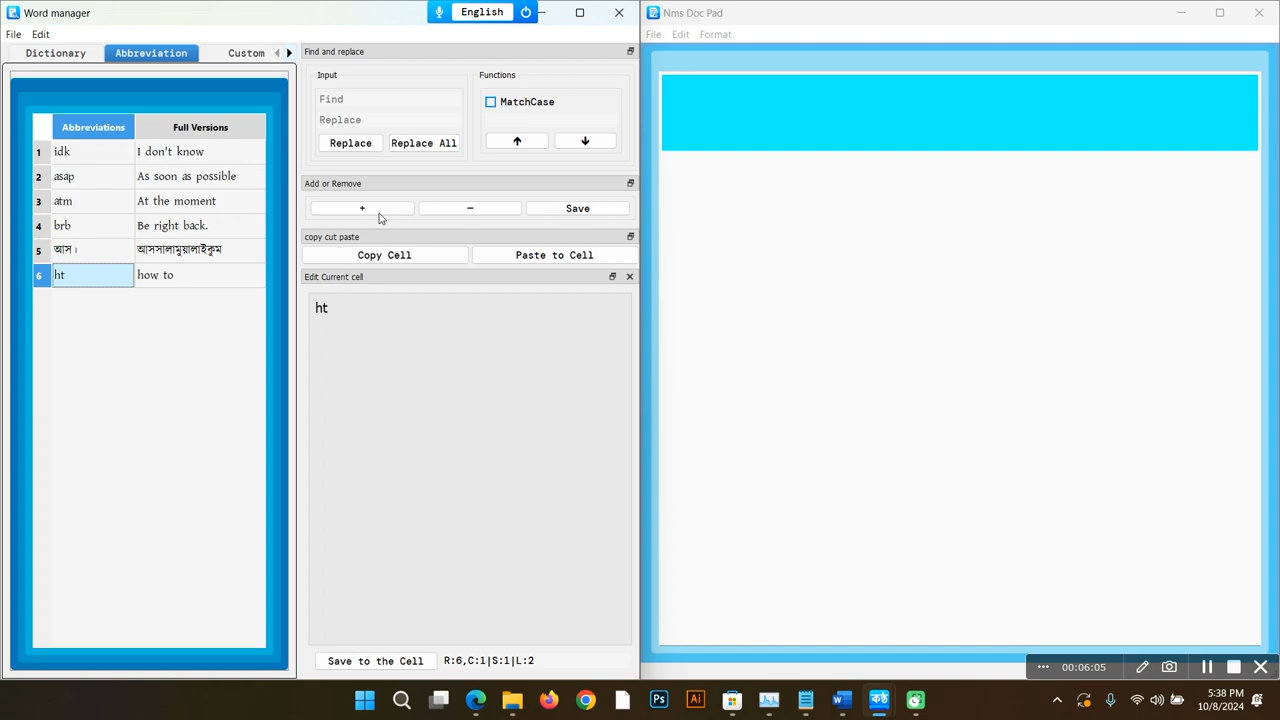 Word manager
English
File Edit
Dictionary Abbreviation Custom
Abbreviations Full Versions
1 idk I don't know
2 asap As soon as possible
3 atm At the moment
4 brb Be right back.
5 আস। আসসালামুয়ালাইকুম
6 ht how to
Find and replace
Input
Find
Replace
Replace Replace All
Functions
MatchCase
Add or Remove
+ − Save
copy cut paste
Copy Cell Paste to Cell
Edit Current cell
ht
Save to the Cell R:6,C:1|S:1|L:2
Nms Doc Pad
File Edit Format
00:06:05
Ps Ai W
5:38 PM
10/8/2024